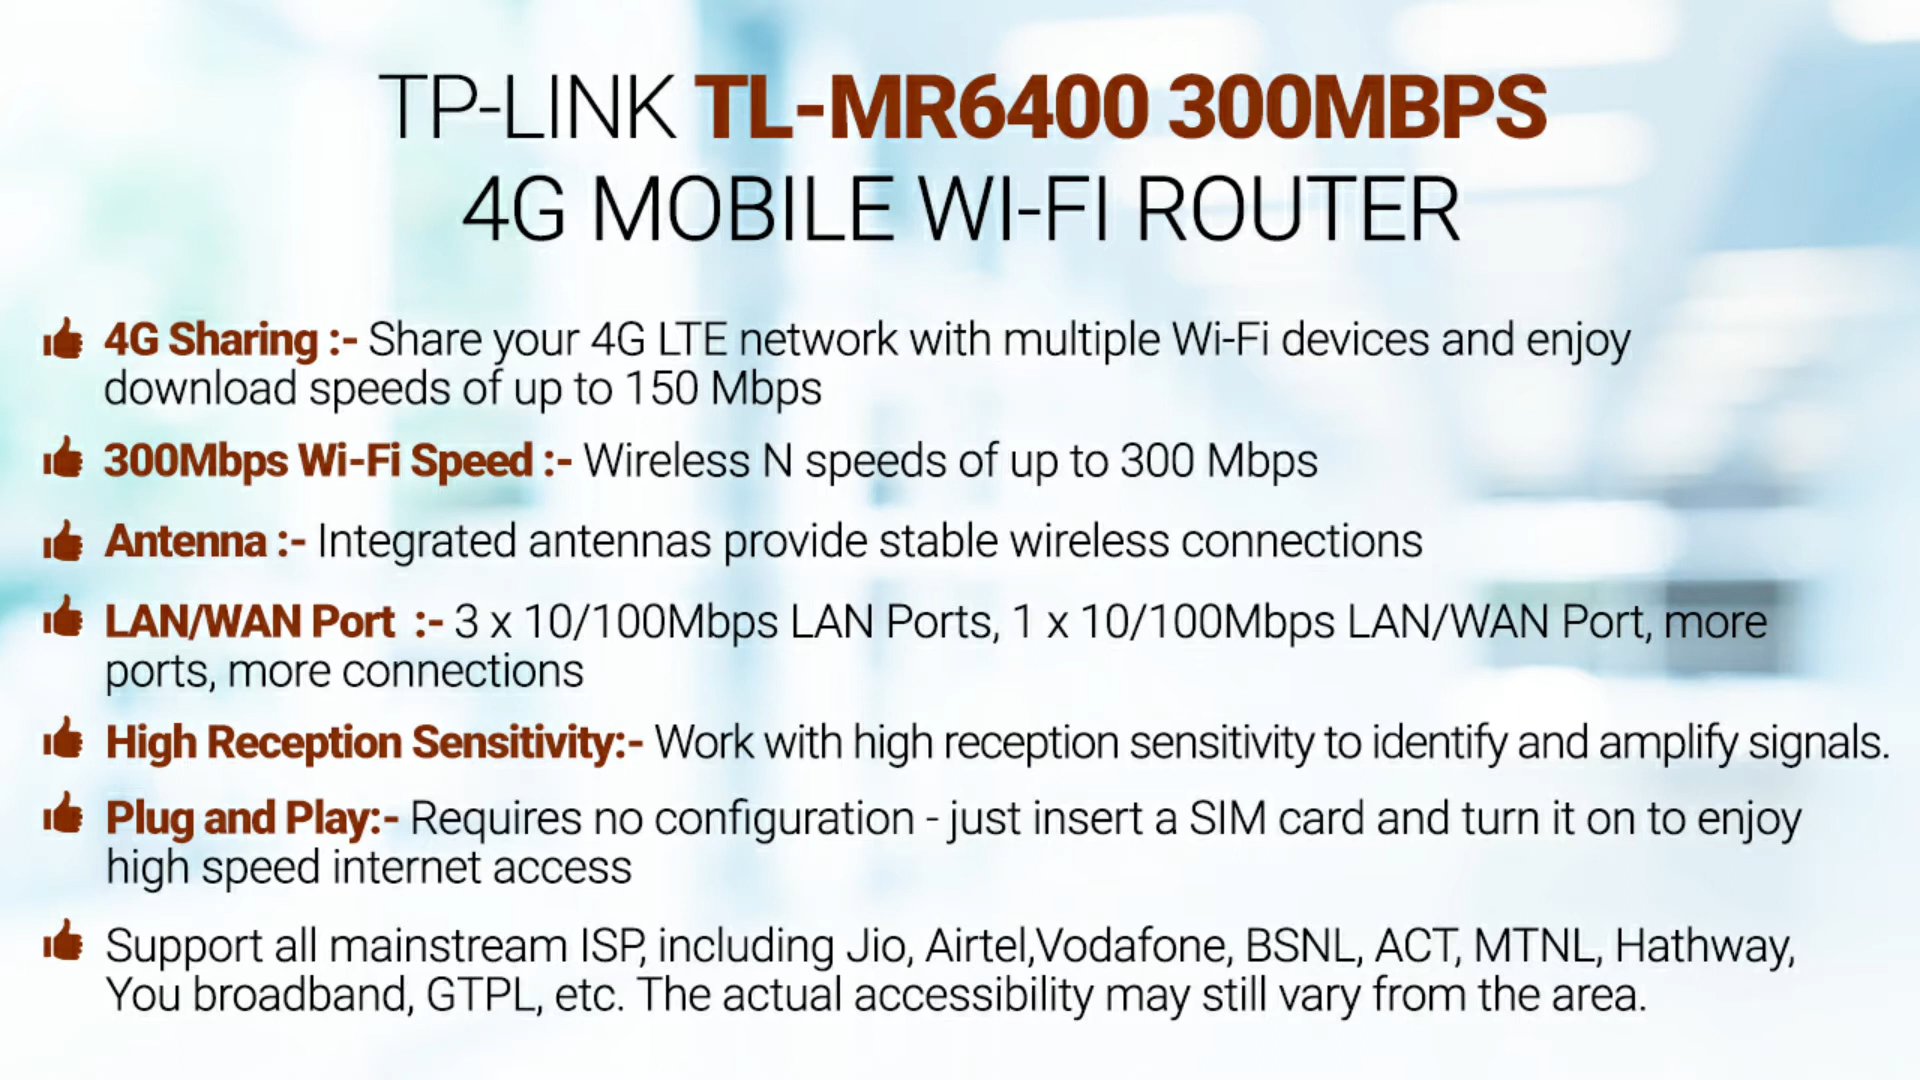 TP-LINK TL-MR6400 300MBPS
4G MOBILE WI-FI ROUTER
4G Sharing :- Share your 4G LTE network with multiple Wi-Fi devices and enjoy
download speeds of up to 150 Mbps
300Mbps Wi-Fi Speed :- Wireless N speeds of up to 300 Mbps
Antenna :- Integrated antennas provide stable wireless connections
LAN/WAN Port :- 3 x 10/100Mbps LAN Ports, 1 x 10/100Mbps LAN/WAN Port, more
ports, more connections
High Reception Sensitivity:- Work with high reception sensitivity to identify and amplify signals.
Plug and Play:- Requires no configuration - just insert a SIM card and turn it on to enjoy
high speed internet access
Support all mainstream ISP, including Jio, Airtel,Vodafone, BSNL, ACT, MTNL, Hathway,
You broadband, GTPL, etc. The actual accessibility may still vary from the area.